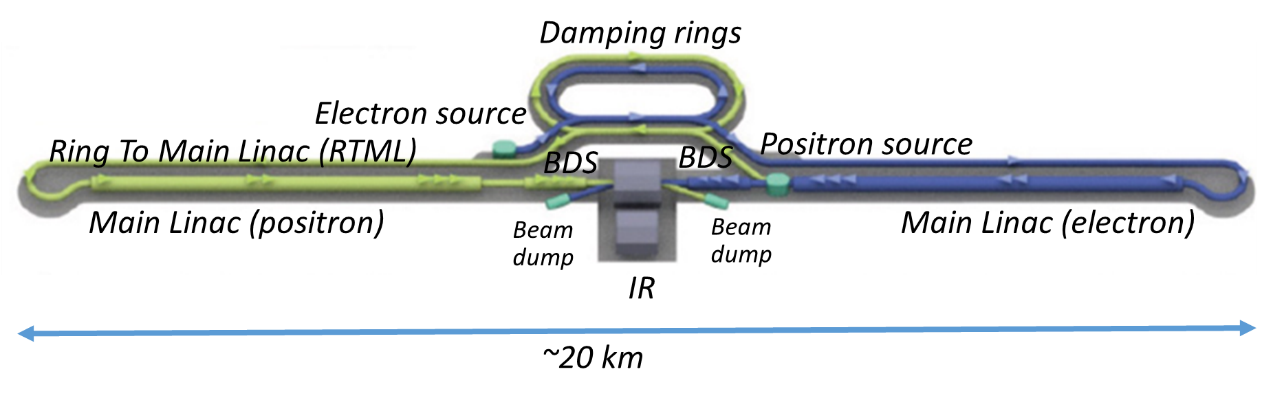 Damping rings
Electron source
Ring To Main Linac (RTML)
BDS
BDS
Positron source
Main Linac (positron)
Beam
dump
Beam
dump
Main Linac (electron)
IR
~20 km